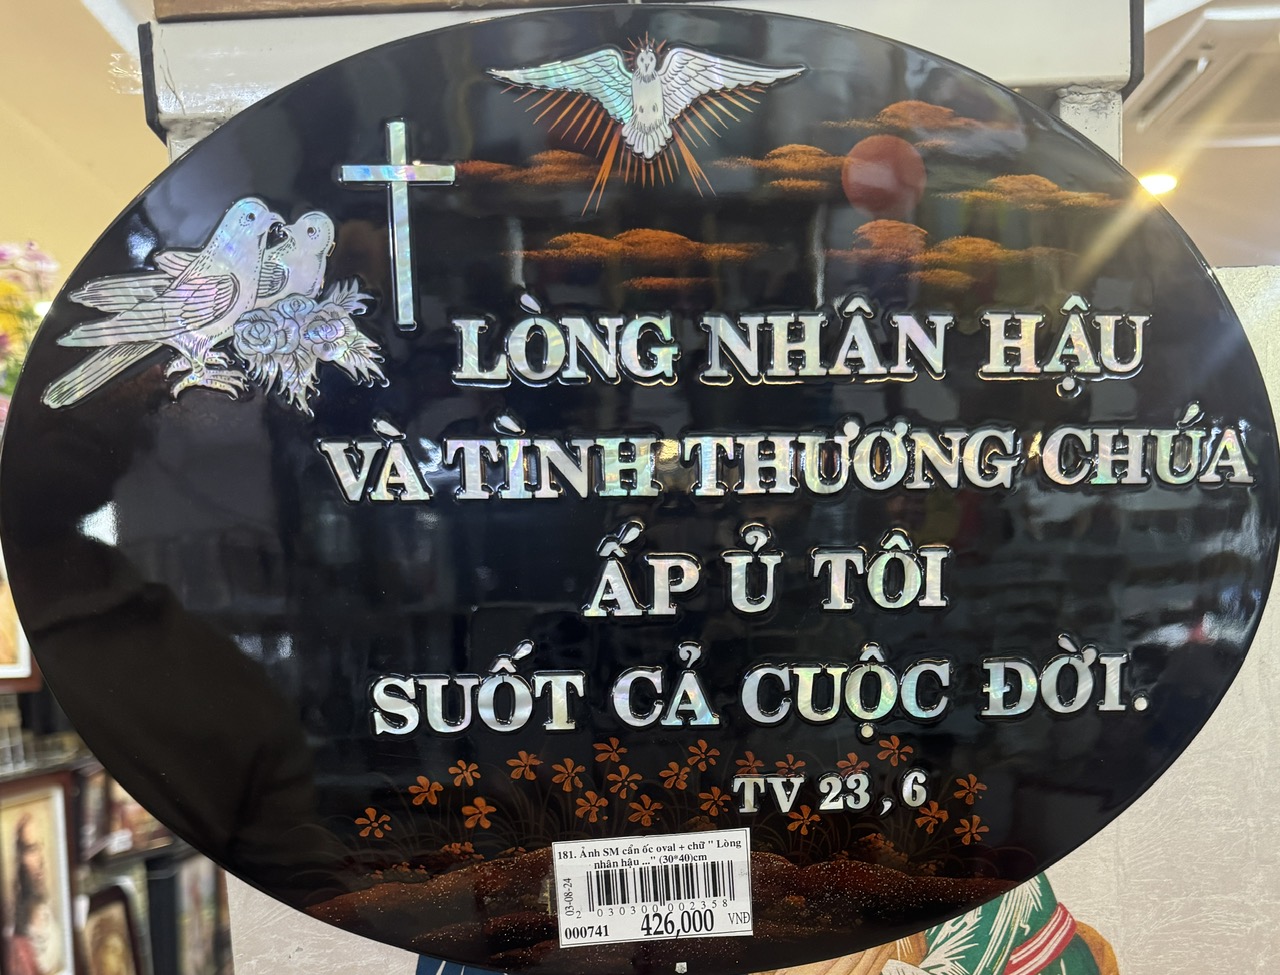 LÒNG NHÂN HẬU
VÀ TÌNH THƯƠNG CHÚA
ẤP Ủ TÔI
SUỐT CẢ CUỘC ĐỜI.
TV 23,6
181. Ảnh SM cẩn ốc oval + chữ " Lòng
nhân hậu ..." (30*40)cm
03-08-24
2 030300 002358
000741 426,000 VNĐ